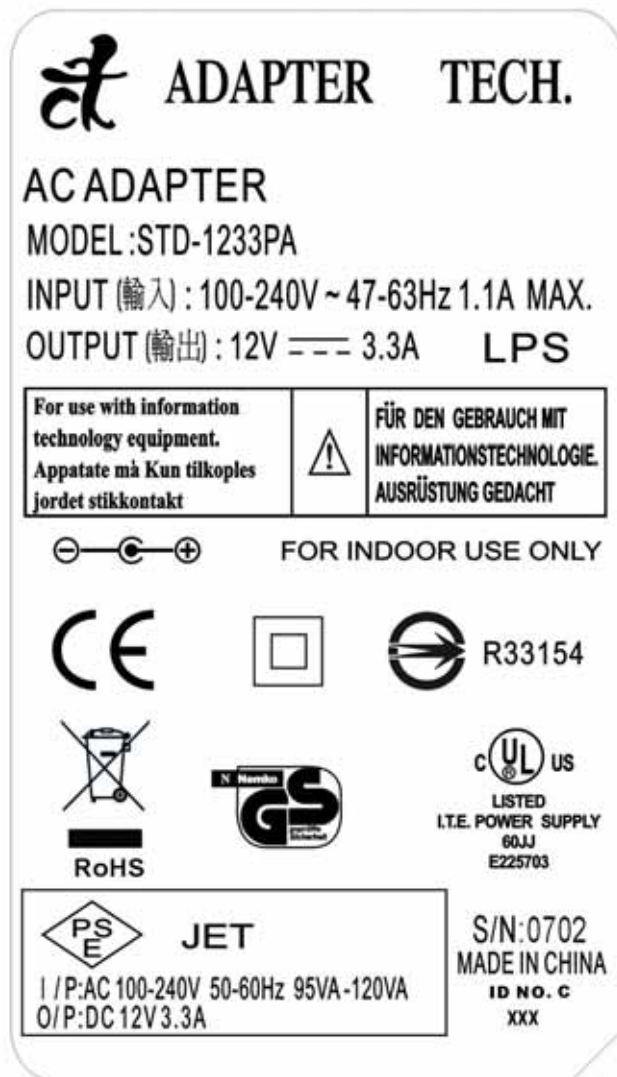 ADAPTER TECH.
AC ADAPTER
MODEL :STD-1233PA
INPUT (輸入) : 100-240V ~ 47-63Hz 1.1A MAX.
OUTPUT (輸出) : 12V 3.3A LPS
For use with information
technology equipment.
Appatate må Kun tilkoples
jordet stikkontakt
FÜR DEN GEBRAUCH MIT
INFORMATIONSTECHNOLOGIE.
AUSRÜSTUNG GEDACHT
FOR INDOOR USE ONLY
CE
R33154
RoHS
N Nemko
GS
geprüfte
Sicherheit
c UL® US
LISTED
I.T.E. POWER SUPPLY
60JJ
E225703
PS
E
JET
I / P:AC 100-240V 50-60Hz 95VA-120VA
O/P:DC 12V 3.3A
S/N:0702
MADE IN CHINA
ID NO. C
XXX